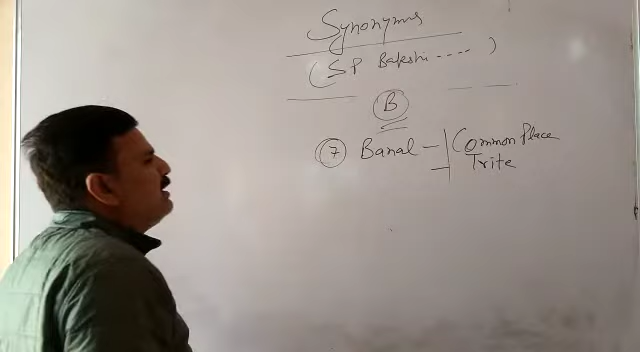 Synonyms
(SP Bakshi ---- )
B
7 Banal - Common Place
- Trite